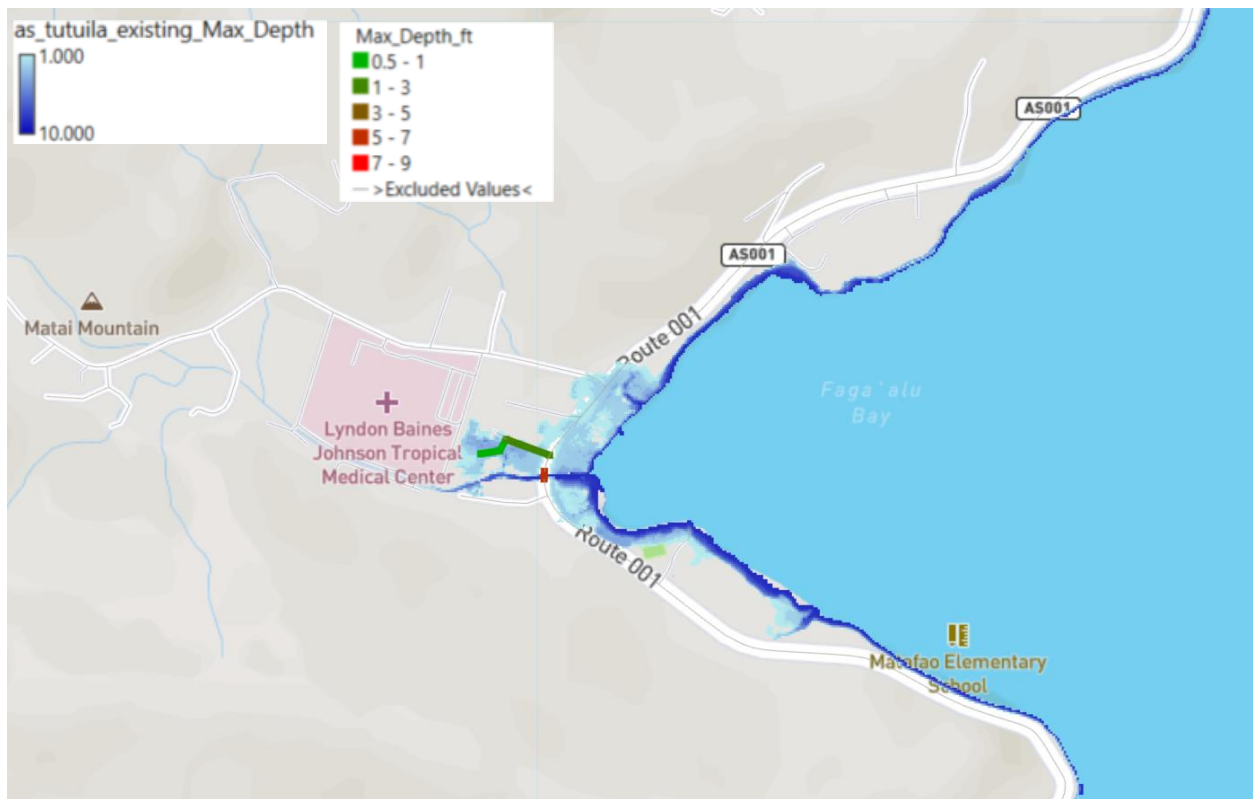 as_tutuila_existing_Max_Depth
1.000
10.000
Max_Depth_ft
0.5 - 1
1 - 3
3 - 5
5 - 7
7 - 9
>Excluded Values<
AS001
AS001
Matai Mountain
Route 001
Faga'alu
Bay
Lyndon Baines
Johnson Tropical
Medical Center
Route 001
Matafao Elementary
School